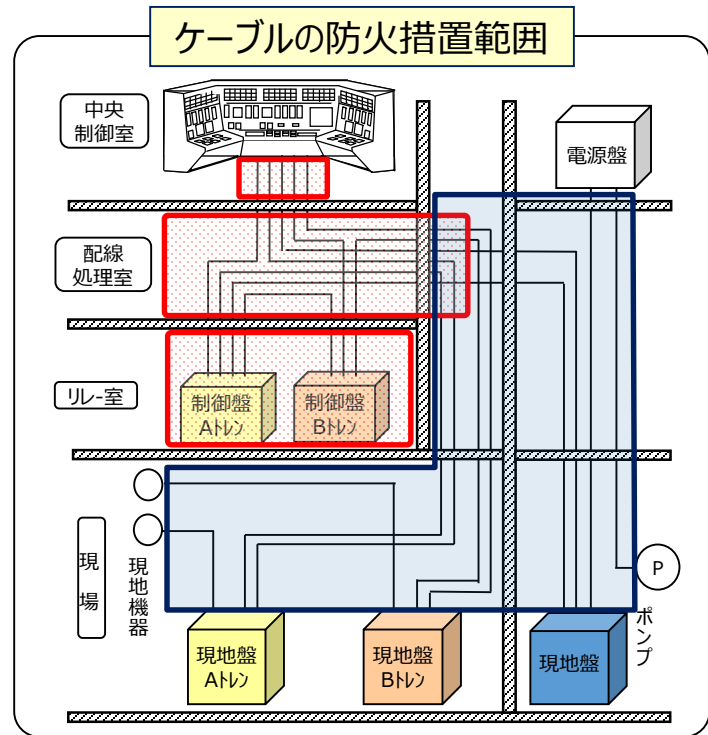 ケーブルの防火措置範囲
中央
制御室
電源盤
配線
処理室
リレー室
制御盤
Aトレン
制御盤
Bトレン
現場
現地機器
P
ポンプ
現地盤
Aトレン
現地盤
Bトレン
現地盤